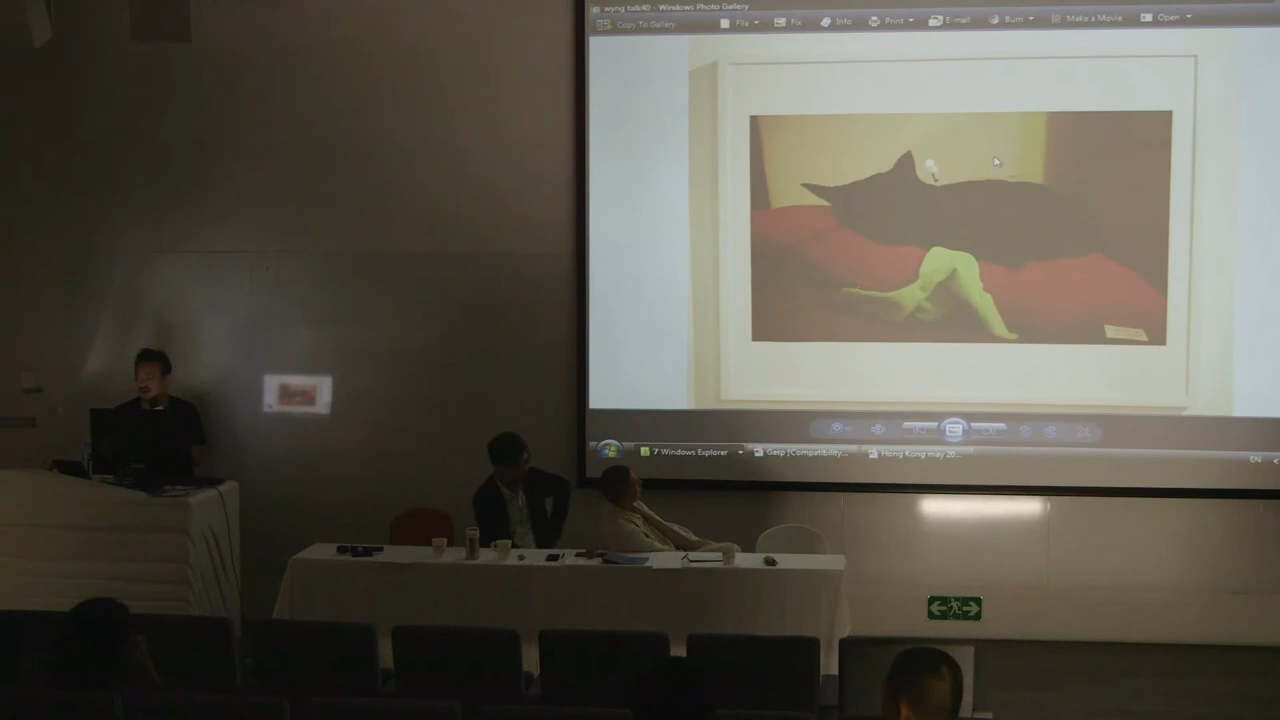 wyng talk40 - Windows Photo Gallery
Copy To Gallery File Fix Info Print E-mail Burn Make a Movie Open
7 Windows Explorer Gasp [Compatibility... Hong Kong may 20... EN